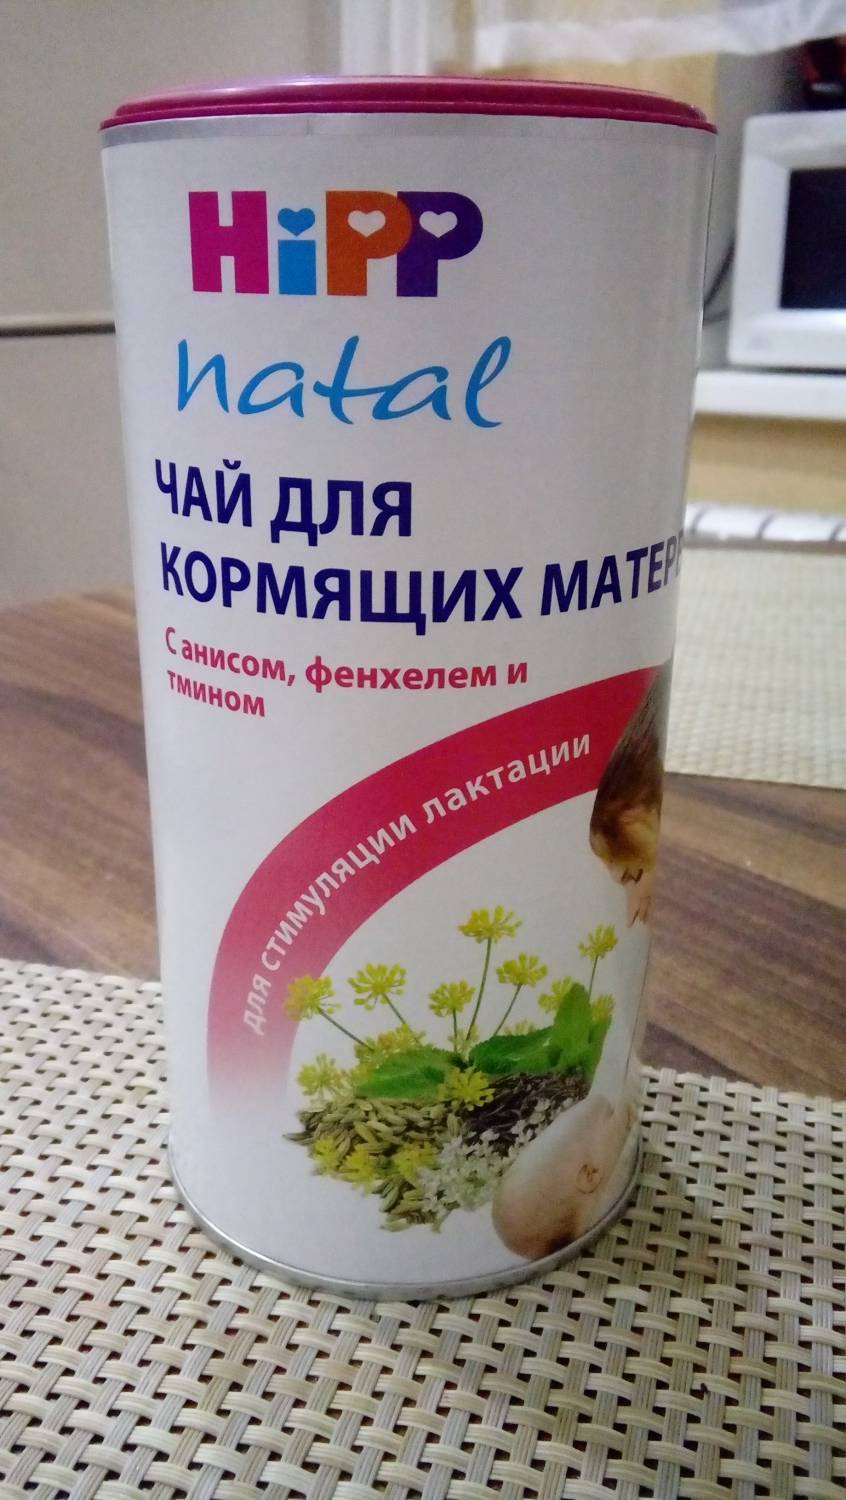 HiPP
natal
ЧАЙ ДЛЯ
КОРМЯЩИХ
С анисом, фенхелем и
тмином
для стимуляции лактации